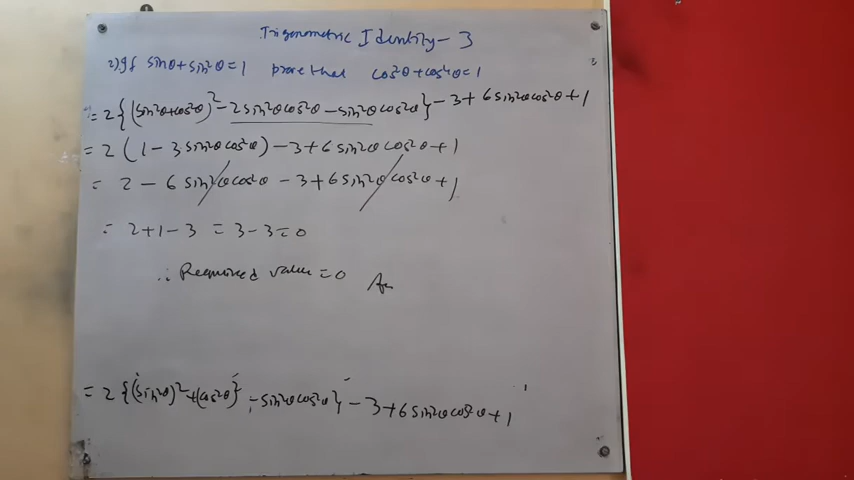 Trigonometric Identity - 3
2) If sinθ + sin²θ = 1 prove that cos²θ + cos⁴θ = 1
= 2{(sin²θ + cos²θ)² - 2sin²θcos²θ - sin²θcos²θ} - 3 + 6sin²θcos²θ + 1
= 2(1 - 3sin²θcos²θ) - 3 + 6sin²θcos²θ + 1
= 2 - 6sin²θcos²θ - 3 + 6sin²θcos²θ + 1
= 2+1-3 = 3-3=0
∴ Required value = 0 Ans
= 2{(sin²θ)² + (cos²θ)² - sin²θcos²θ} - 3 + 6sin²θcos²θ + 1